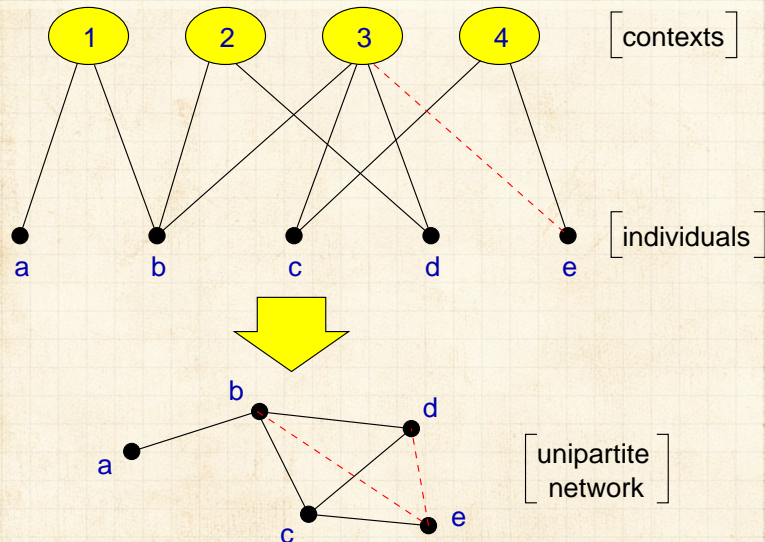 1 2 3 4 contexts
individuals
a b c d e
b d
a
unipartite
network
c e